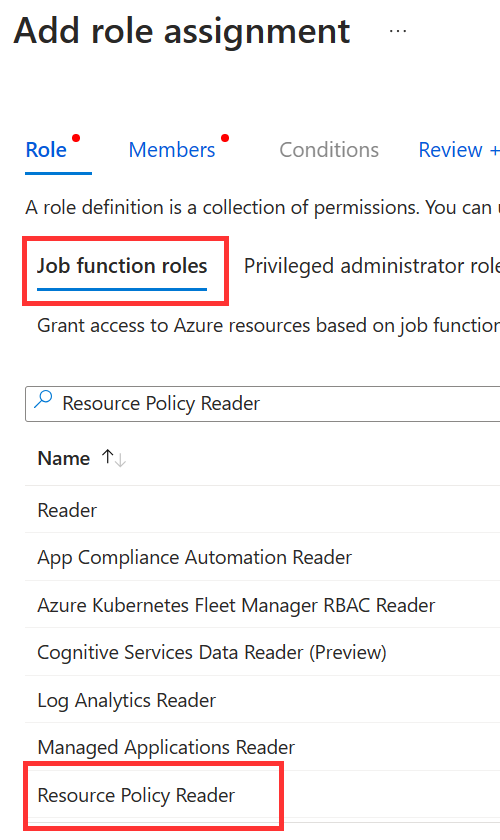 Add role assignment ...
Role Members Conditions Review +
A role definition is a collection of permissions. You can
Job function roles Privileged administrator role
Grant access to Azure resources based on job function
Resource Policy Reader
Name ↑↓
Reader
App Compliance Automation Reader
Azure Kubernetes Fleet Manager RBAC Reader
Cognitive Services Data Reader (Preview)
Log Analytics Reader
Managed Applications Reader
Resource Policy Reader